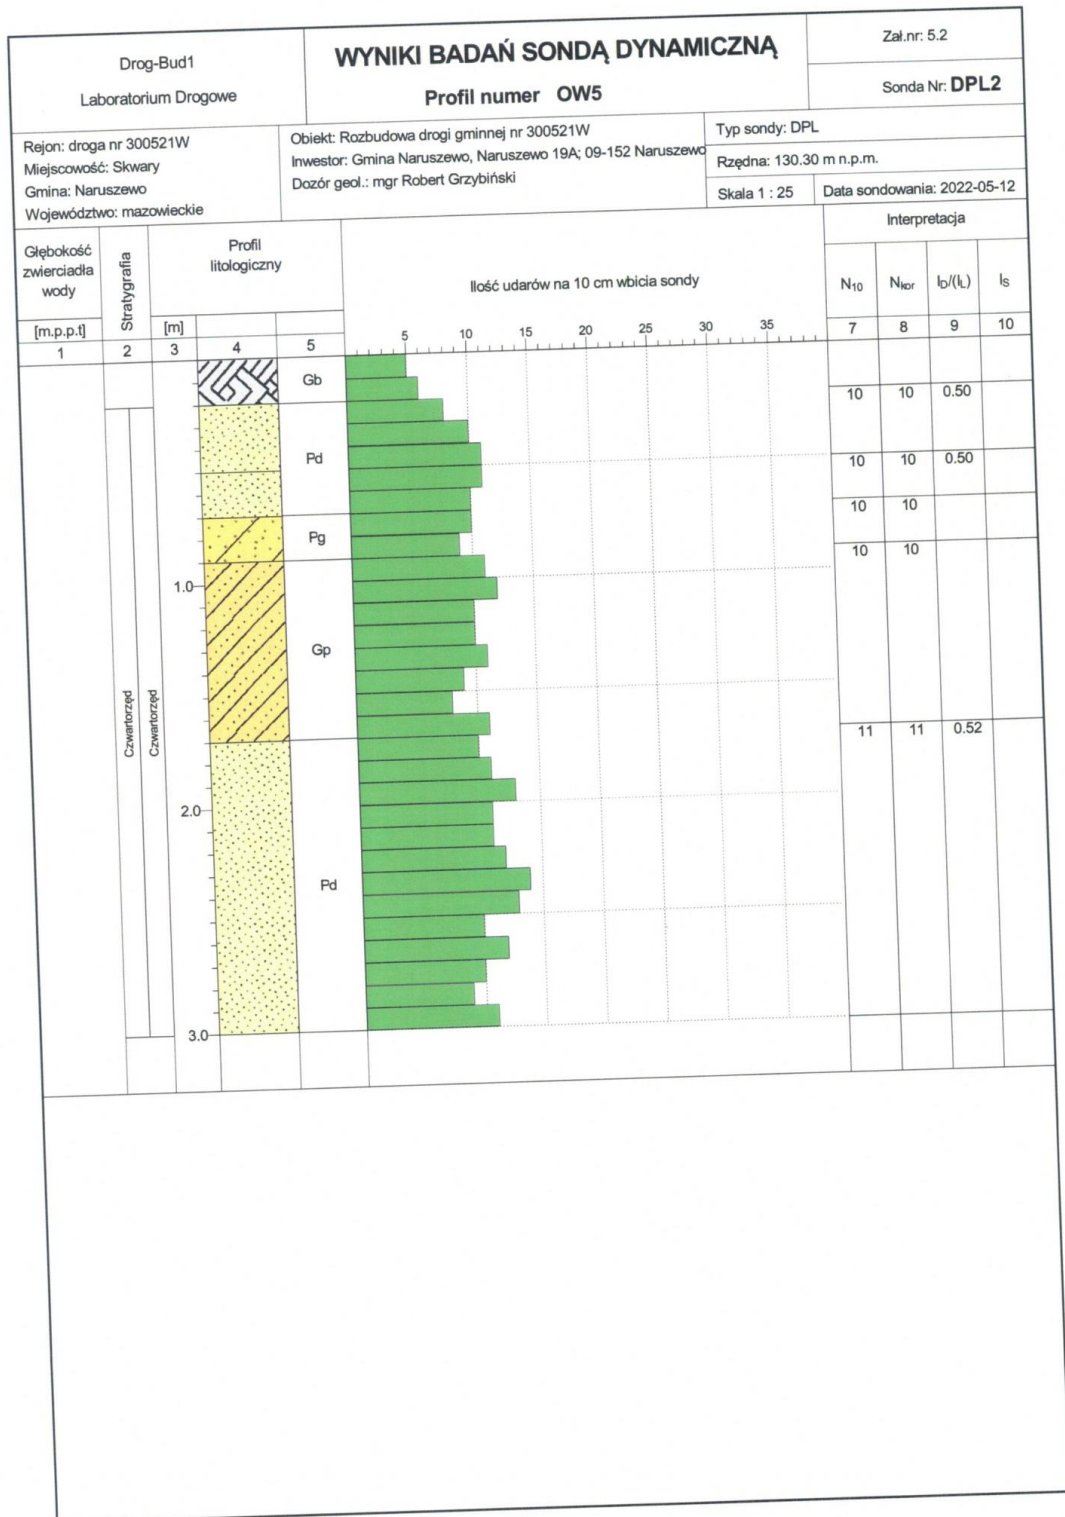 Drog-Bud1
Laboratorium Drogowe
WYNIKI BADAŃ SONDĄ DYNAMICZNĄ
Profil numer OW5
Zał.nr: 5.2
Sonda Nr: DPL2
Rejon: droga nr 300521W
Miejscowość: Skwary
Gmina: Naruszewo
Województwo: mazowieckie
Obiekt: Rozbudowa drogi gminnej nr 300521W
Inwestor: Gmina Naruszewo, Naruszewo 19A; 09-152 Naruszewo
Dozór geol.: mgr Robert Grzybiński
Typ sondy: DPL
Rzędna: 130.30 m n.p.m.
Skala 1 : 25
Data sondowania: 2022-05-12
Głębokość
zwierciadła
wody
[m.p.p.t]
Stratygrafia
Profil
litologiczny
[m]
Ilość udarów na 10 cm wbicia sondy
Interpretacja
N10 Nkor ID/(IL) IS
5 10 15 20 25 30 35
1 2 3 4 5 7 8 9 10
Gb
10 10 0.50
Pd
10 10 0.50
10 10
Pg
10 10
1.0
Gp
Czwartorzęd
Czwartorzęd
11 11 0.52
2.0
Pd
3.0